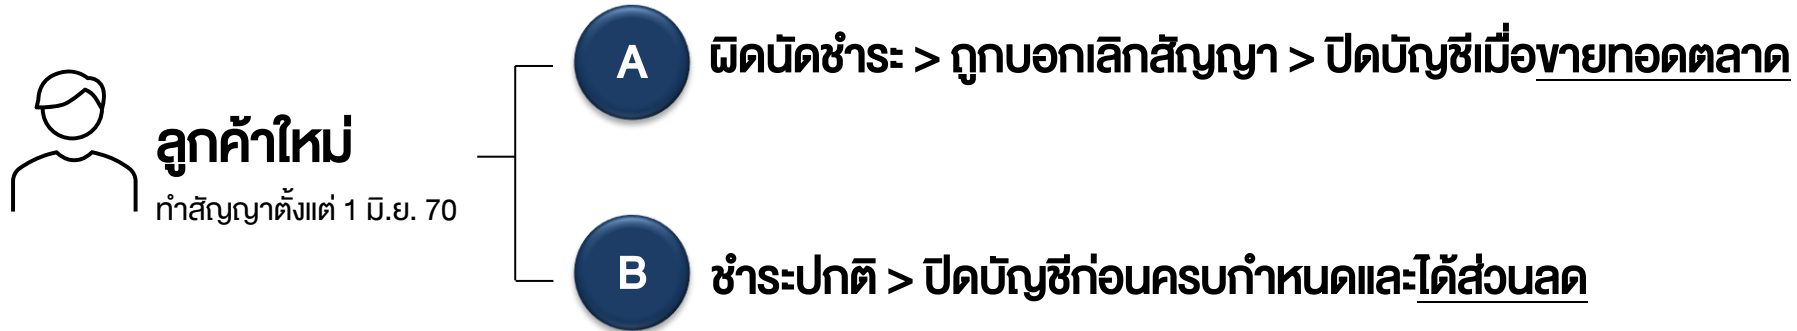 ลูกค้าใหม่
ทำสัญญาตั้งแต่ 1 มิ.ย. 70
A
ผิดนัดชำระ > ถูกบอกเลิกสัญญา > ปิดบัญชีเมื่อขายทอดตลาด
B
ชำระปกติ > ปิดบัญชีก่อนครบกำหนดและได้ส่วนลด